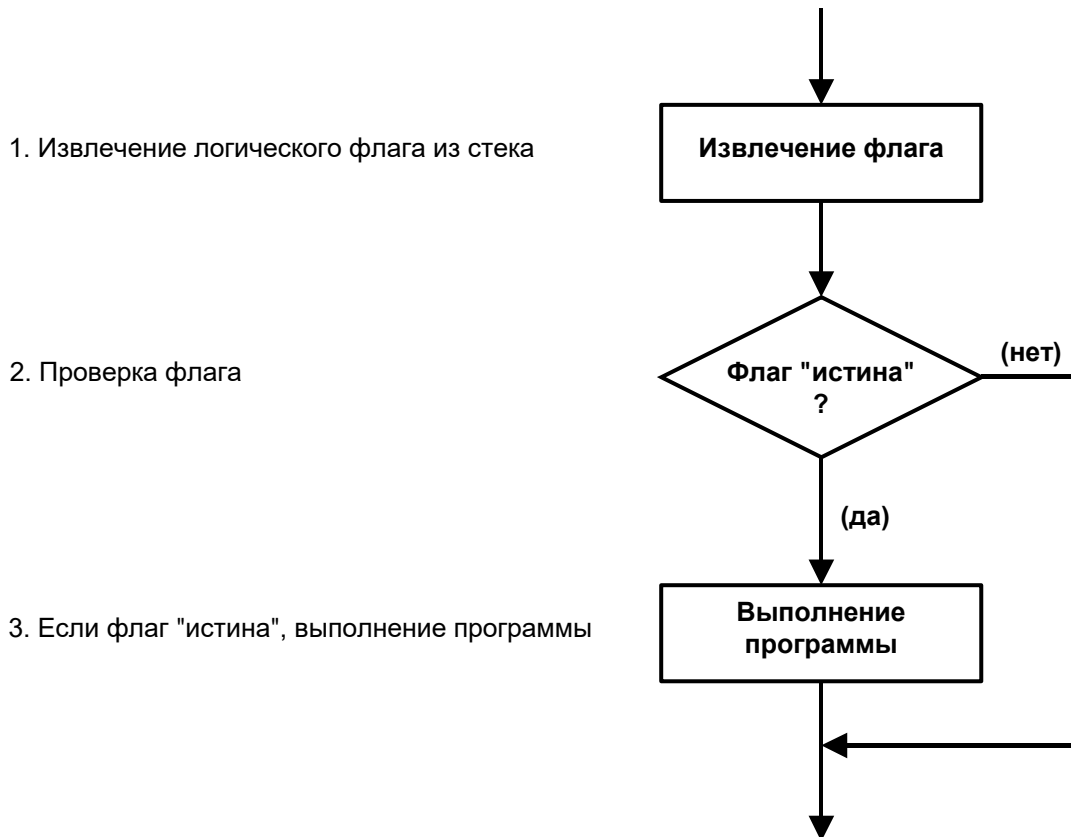 1. Извлечение логического флага из стека
Извлечение флага
2. Проверка флага
Флаг "истина"
?
(нет)
(да)
3. Если флаг "истина", выполнение программы
Выполнение
программы